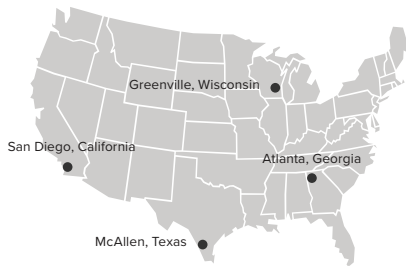 Greenville, Wisconsin
San Diego, California
Atlanta, Georgia
McAllen, Texas